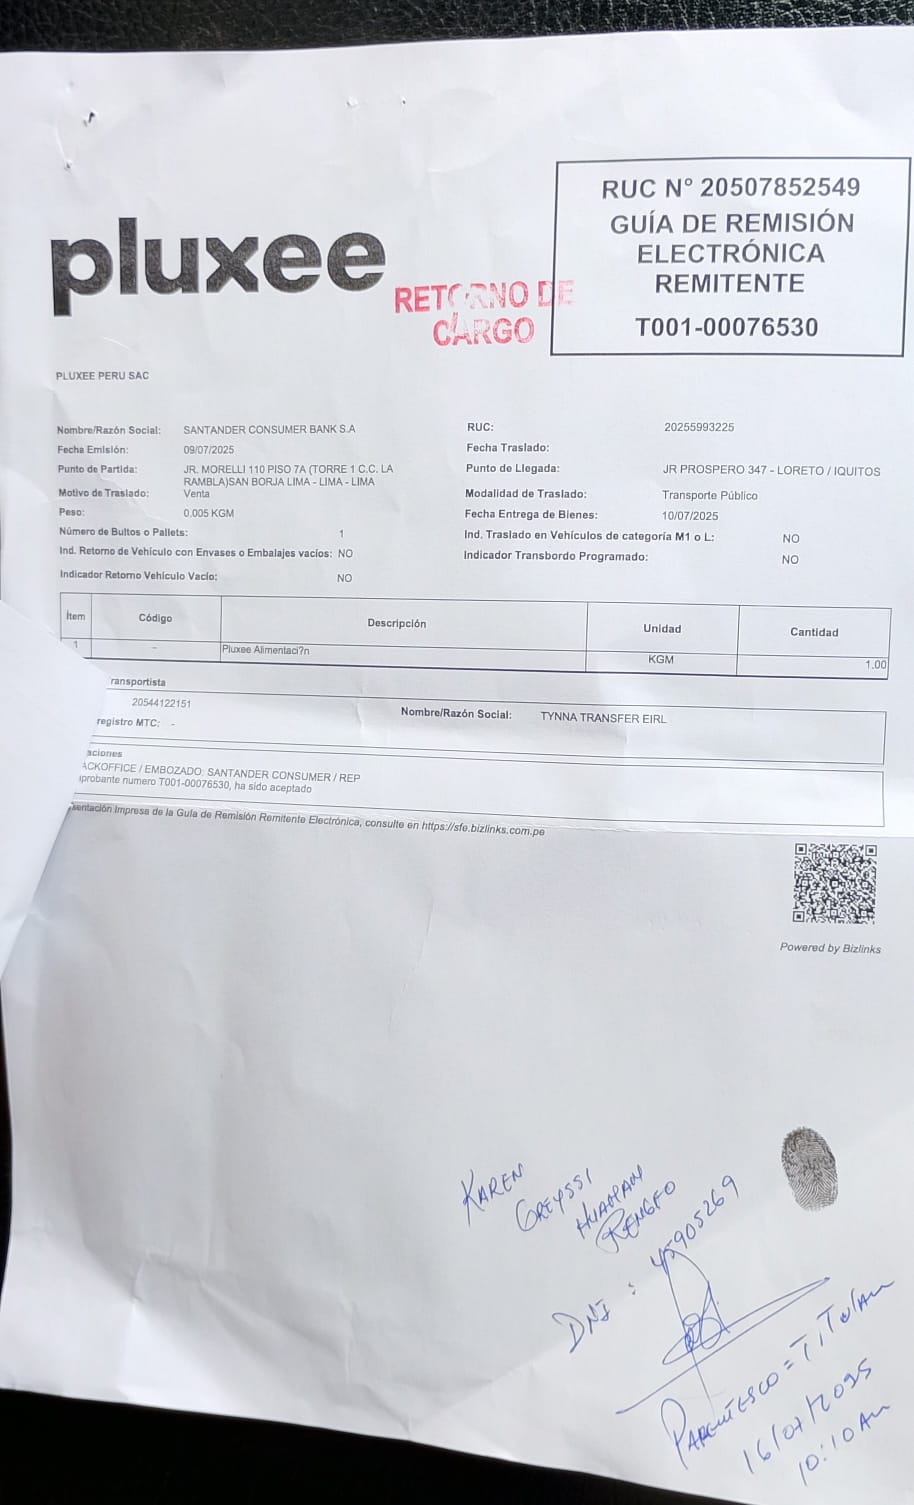 RUC N° 20507852549
GUÍA DE REMISIÓN
ELECTRÓNICA
REMITENTE
T001-00076530
pluxee
RETORNO DE
CARGO
PLUXEE PERU SAC
Nombre/Razón Social: SANTANDER CONSUMER BANK S.A
RUC: 20255993225
Fecha Emisión: 09/07/2025
Fecha Traslado:
Punto de Partida: JR. MORELLI 110 PISO 7A (TORRE 1 C.C. LA
RAMBLA)SAN BORJA LIMA - LIMA - LIMA
Punto de Llegada: JR PROSPERO 347 - LORETO / IQUITOS
Motivo de Traslado: Venta
Modalidad de Traslado: Transporte Público
Peso: 0.005 KGM
Fecha Entrega de Bienes: 10/07/2025
Número de Bultos o Pallets: 1
Ind. Traslado en Vehículos de categoría M1 o L: NO
Ind. Retorno de Vehículo con Envases o Embalajes vacíos: NO
Indicador Transbordo Programado: NO
Indicador Retorno Vehículo Vacío: NO
Ítem Código Descripción Unidad Cantidad
1 - Pluxee Alimentaci?n KGM 1.00
ransportista
20544122151 Nombre/Razón Social: TYNNA TRANSFER EIRL
registro MTC: -
aciones
ACKOFFICE / EMBOZADO: SANTANDER CONSUMER / REP
probante numero T001-00076530, ha sido aceptado
sentación Impresa de la Guía de Remisión Remitente Electrónica, consulte en https://sfe.bizlinks.com.pe
Powered by Bizlinks
KAREN
GREYSSI
HUAMAN
RENGFO
DNI : 45905269
PARENTESCO = TITULAR
16/07/2025
10:10 AM